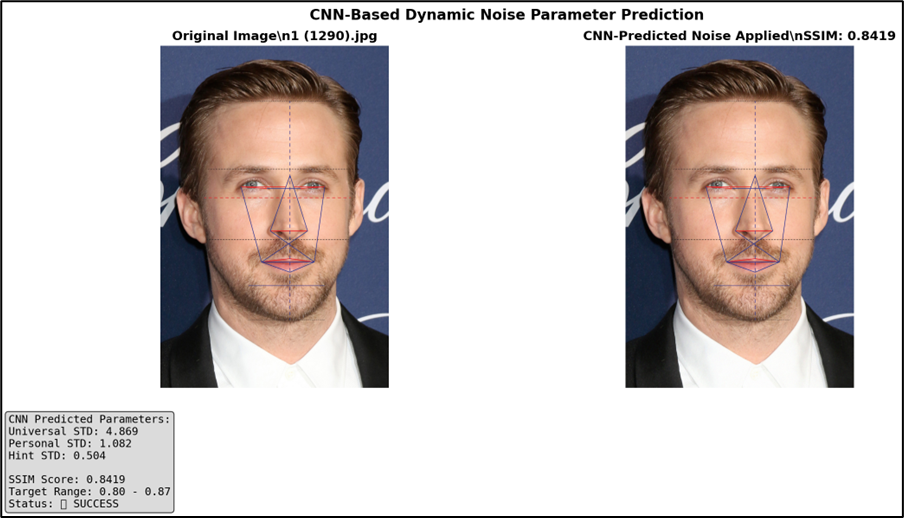 CNN-Based Dynamic Noise Parameter Prediction
Original Image\n1 (1290).jpg
CNN-Predicted Noise Applied\nSSIM: 0.8419
CNN Predicted Parameters:
Universal STD: 4.869
Personal STD: 1.082
Hint STD: 0.504
SSIM Score: 0.8419
Target Range: 0.80 - 0.87
Status: ▯ SUCCESS